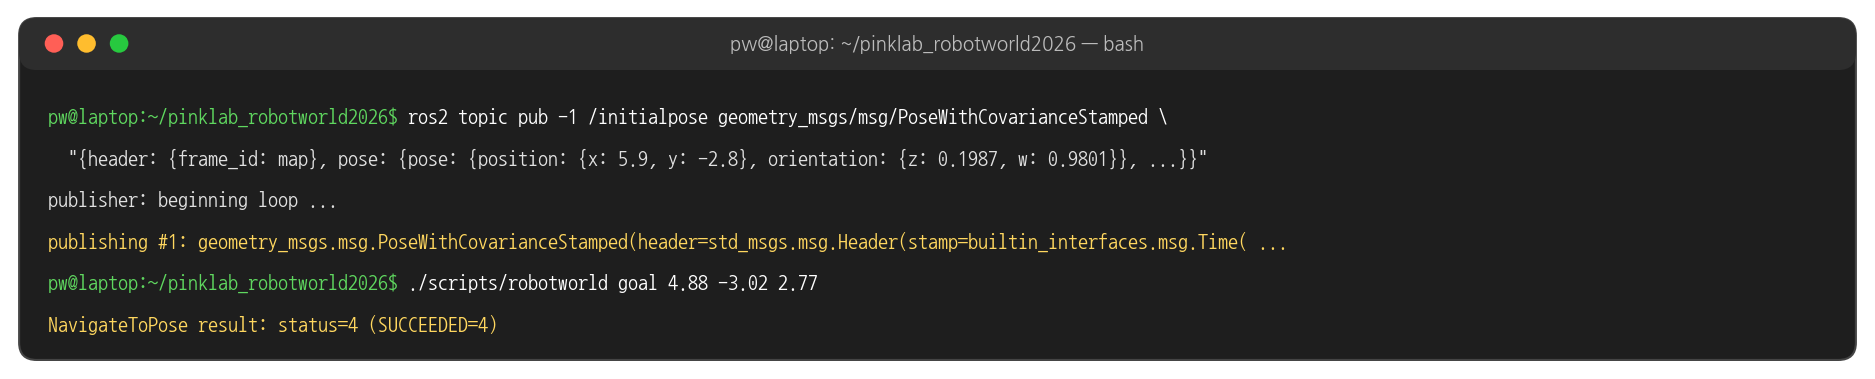 pw@laptop: ~/pinklab_robotworld2026 — bash
pw@laptop:~/pinklab_robotworld2026$ ros2 topic pub -1 /initialpose geometry_msgs/msg/PoseWithCovarianceStamped \
"{header: {frame_id: map}, pose: {pose: {position: {x: 5.9, y: -2.8}, orientation: {z: 0.1987, w: 0.9801}}, ...}}"
publisher: beginning loop ...
publishing #1: geometry_msgs.msg.PoseWithCovarianceStamped(header=std_msgs.msg.Header(stamp=builtin_interfaces.msg.Time( ...
pw@laptop:~/pinklab_robotworld2026$ ./scripts/robotworld goal 4.88 -3.02 2.77
NavigateToPose result: status=4 (SUCCEEDED=4)